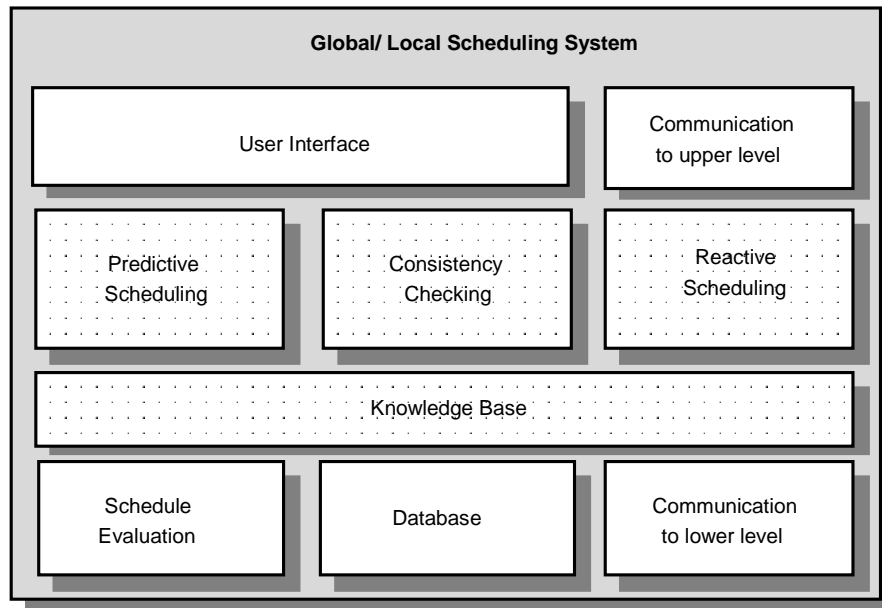 Global/ Local Scheduling System
User Interface
Communication
to upper level
Predictive
Scheduling
Consistency
Checking
Reactive
Scheduling
Knowledge Base
Schedule
Evaluation
Database
Communication
to lower level